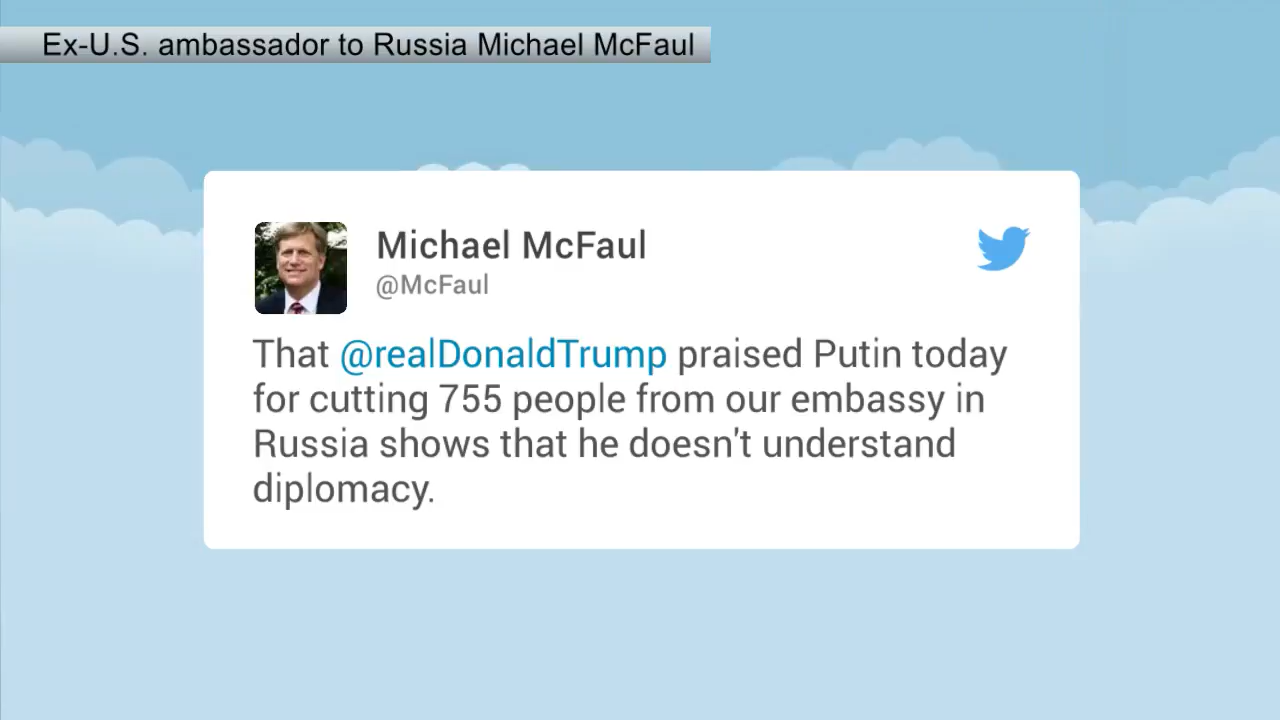 Ex-U.S. ambassador to Russia Michael McFaul
Michael McFaul
@McFaul
That @realDonaldTrump praised Putin today
for cutting 755 people from our embassy in
Russia shows that he doesn't understand
diplomacy.